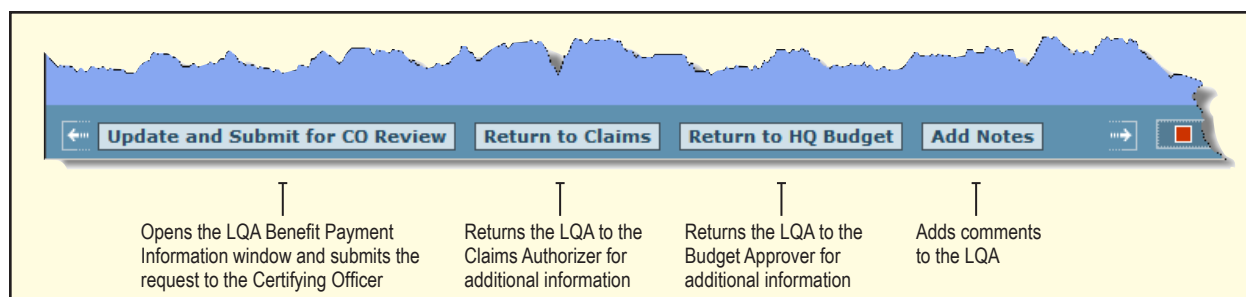 Update and Submit for CO Review Return to Claims Return to HQ Budget Add Notes
Opens the LQA Benefit Payment
Information window and submits the
request to the Certifying Officer
Returns the LQA to the
Claims Authorizer for
additional information
Returns the LQA to the
Budget Approver for
additional information
Adds comments
to the LQA